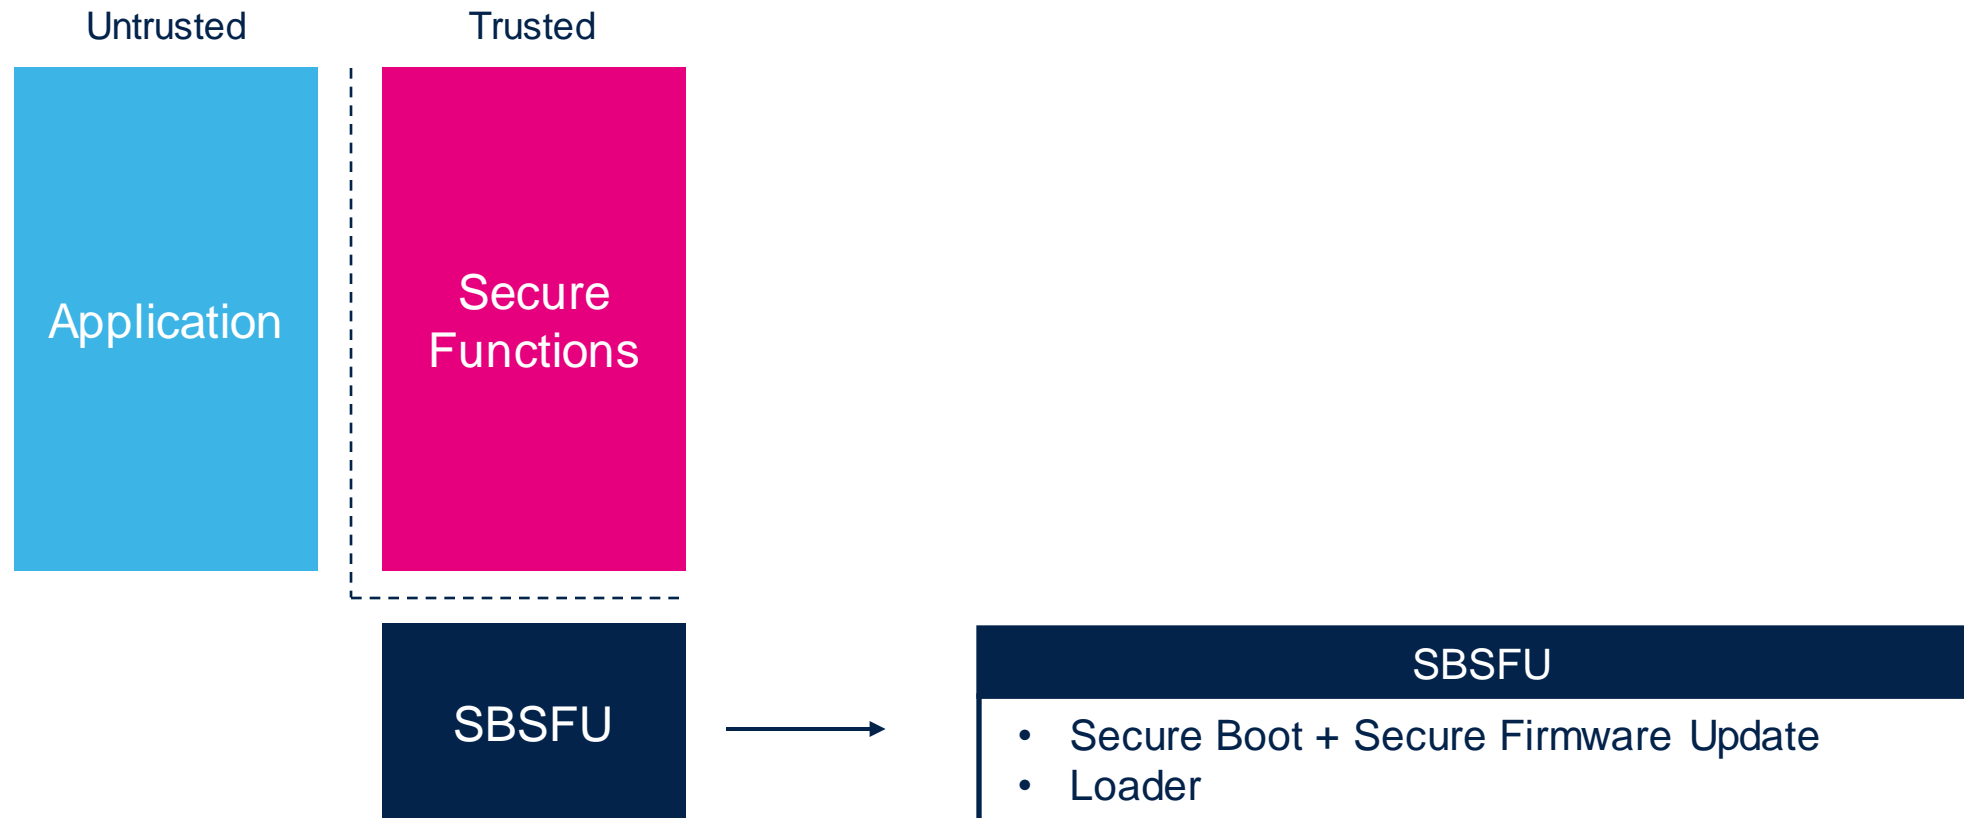 Untrusted
Trusted
Application
Secure
Functions
SBSFU
SBSFU
• Secure Boot + Secure Firmware Update
• Loader